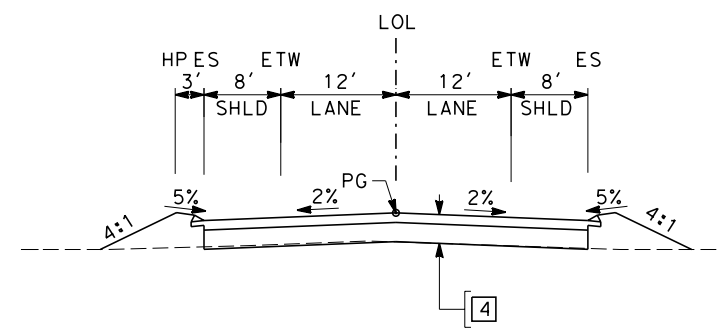 LOL
HP ES ETW ETW ES
3' 8' 12' 12' 8'
SHLD LANE LANE SHLD
PG
5% 2% 2% 5%
4:1 4:1
4